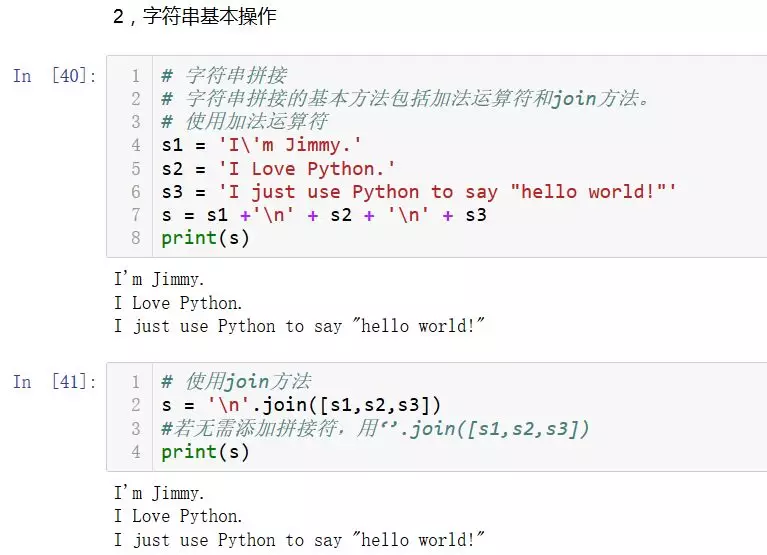 2，字符串基本操作
In [40]:
1 # 字符串拼接
2 # 字符串拼接的基本方法包括加法运算符和join方法。
3 # 使用加法运算符
4 s1 = 'I\'m Jimmy.'
5 s2 = 'I Love Python.'
6 s3 = 'I just use Python to say "hello world!"'
7 s = s1 +'\n' + s2 + '\n' + s3
8 print(s)
I'm Jimmy.
I Love Python.
I just use Python to say "hello world!"
In [41]:
1 # 使用join方法
2 s = '\n'.join([s1,s2,s3])
3 #若无需添加拼接符，用‘’.join([s1,s2,s3])
4 print(s)
I'm Jimmy.
I Love Python.
I just use Python to say "hello world!"